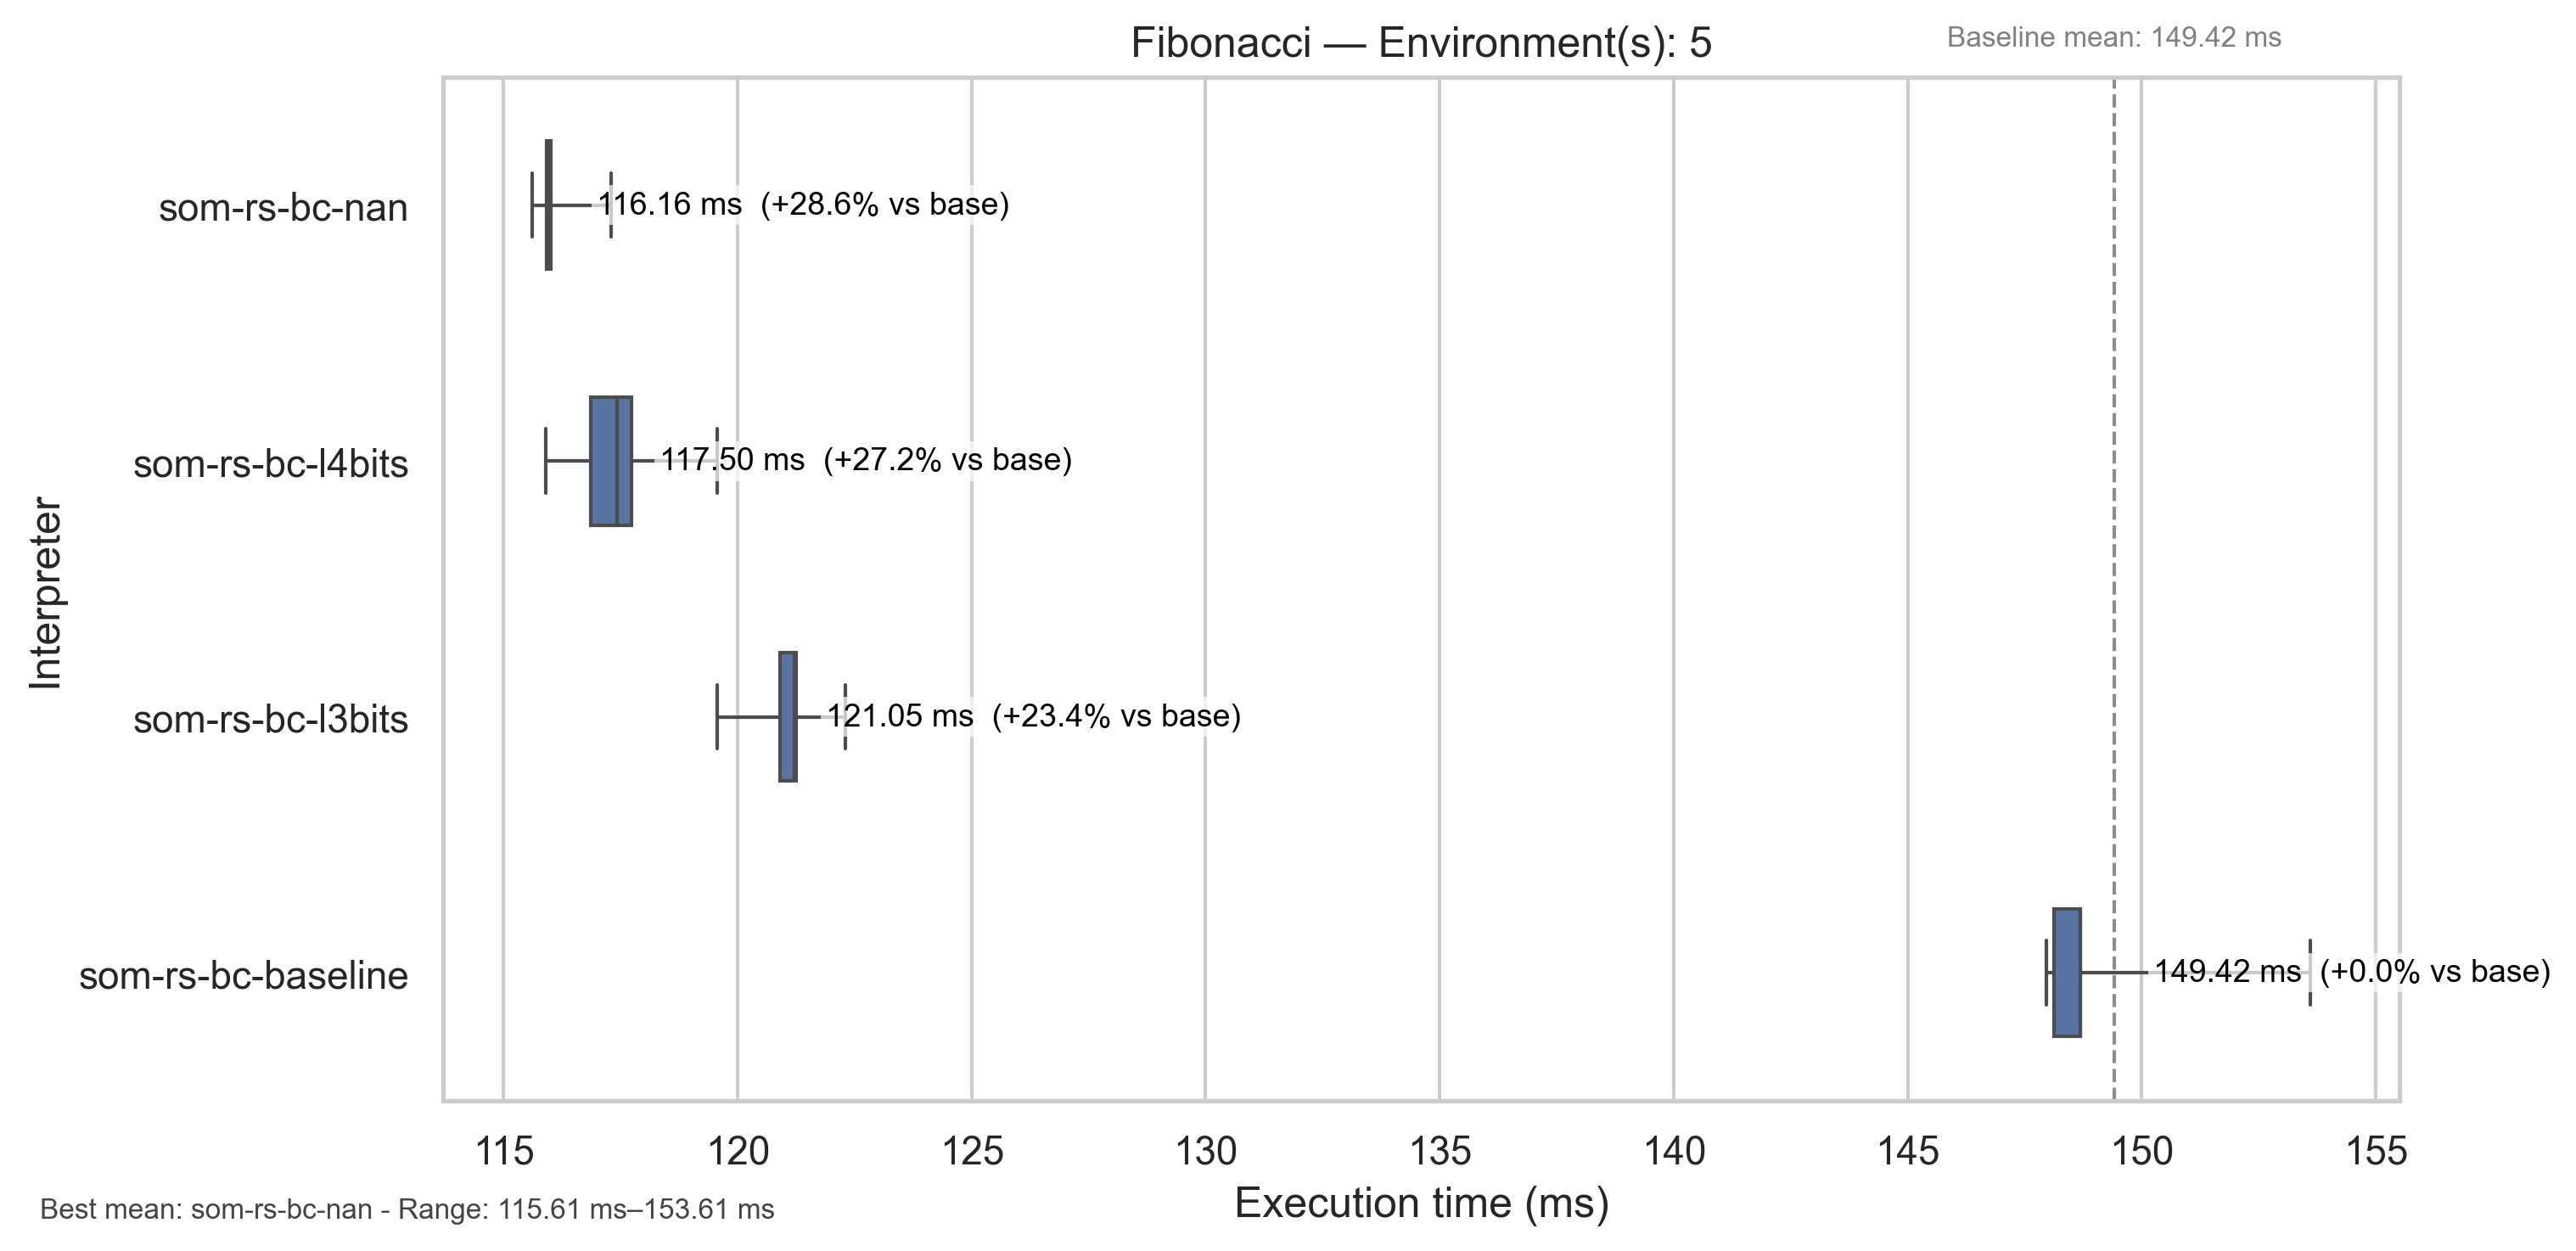 Fibonacci — Environment(s): 5
Baseline mean: 149.42 ms
Interpreter
som-rs-bc-nan
116.16 ms (+28.6% vs base)
som-rs-bc-l4bits
117.50 ms (+27.2% vs base)
som-rs-bc-l3bits
121.05 ms (+23.4% vs base)
som-rs-bc-baseline
149.42 ms (+0.0% vs base)
115 120 125 130 135 140 145 150 155
Execution time (ms)
Best mean: som-rs-bc-nan - Range: 115.61 ms–153.61 ms